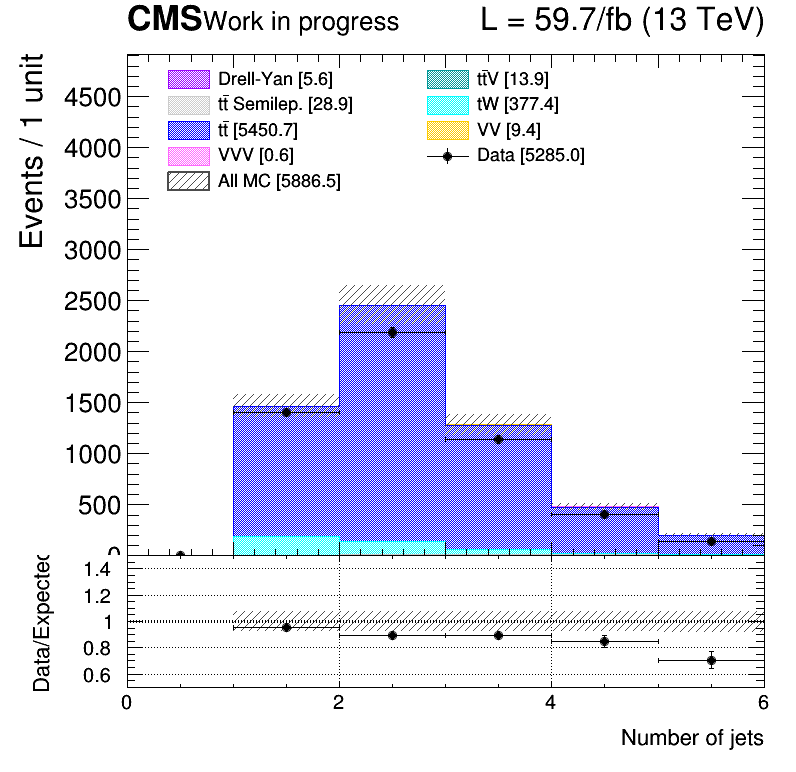 CMS Work in progress L = 59.7/fb (13 TeV)
Events / 1 unit
Drell-Yan [5.6]
tt̄ Semilep. [28.9]
tt̄ [5450.7]
VVV [0.6]
All MC [5886.5]
tt̄V [13.9]
tW [377.4]
VV [9.4]
Data [5285.0]
4500
4000
3500
3000
2500
2000
1500
1000
500
0
Data/Expected
1.4
1.2
1
0.8
0.6
0 2 4 6
Number of jets